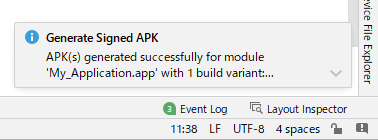 Generate Signed APK
APK(s) generated successfully for module
'My_Application.app' with 1 build variant:...
3 Event Log Layout Inspector
11:38 LF UTF-8 4 spaces
vice File Explorer